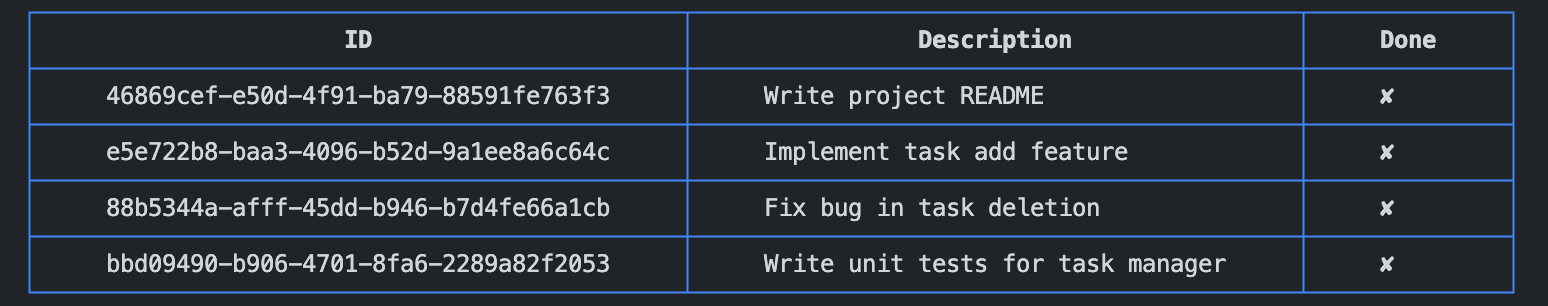 ID Description Done
46869cef-e50d-4f91-ba79-88591fe763f3 Write project README ✘
e5e722b8-baa3-4096-b52d-9a1ee8a6c64c Implement task add feature ✘
88b5344a-afff-45dd-b946-b7d4fe66a1cb Fix bug in task deletion ✘
bbd09490-b906-4701-8fa6-2289a82f2053 Write unit tests for task manager ✘